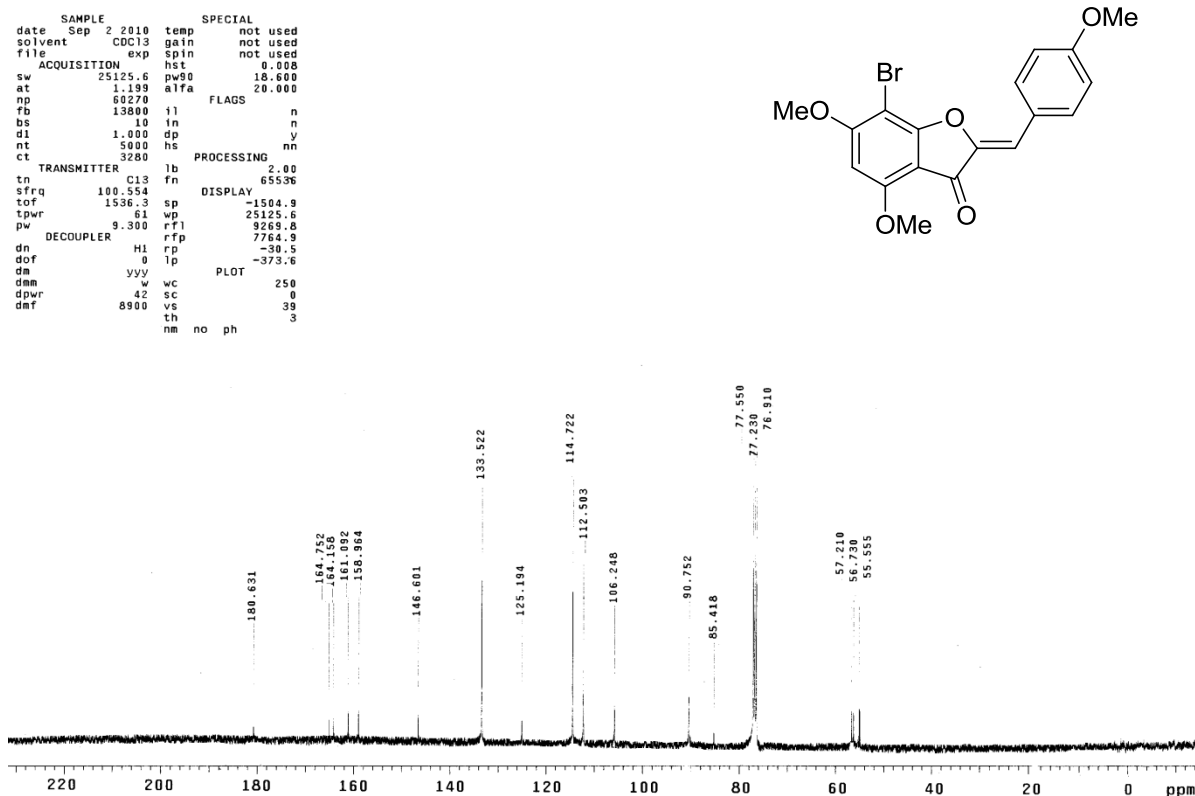 SAMPLE
date Sep 2 2010
solvent CDCl3
file exp
ACQUISITION
sw 25125.6
at 1.199
np 60270
fb 13800
bs 10
d1 1.000
nt 5000
ct 3280
TRANSMITTER
tn C13
sfrq 100.554
tof 1536.3
tpwr 61
pw 9.300
DECOUPLER
dn H1
dof 0
dm yyy
dmm w
dpwr 42
dmf 8900
SPECIAL
temp not used
gain not used
spin not used
hst 0.008
pw90 18.600
alfa 20.000
FLAGS
il n
in n
dp y
hs nn
PROCESSING
lb 2.00
fn 65536
DISPLAY
sp -1504.9
wp 25125.6
rfl 9269.8
rfp 7764.9
rp -30.5
lp -373.6
PLOT
wc 250
sc 0
vs 39
th 3
nm no ph
OMe
Br
MeO
O
O
OMe
180.631
164.752
164.158
161.092
158.964
146.601
133.522
125.194
114.722
112.503
106.248
90.752
85.418
77.550
77.230
76.910
57.210
56.730
55.555
220 200 180 160 140 120 100 80 60 40 20 0 ppm